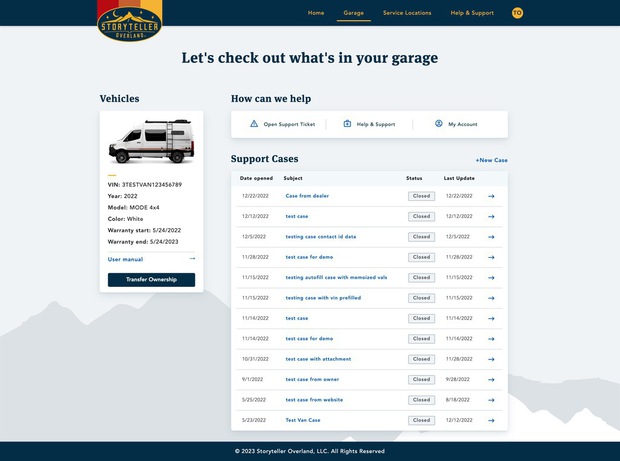 STORYTELLER
OVERLAND
Home Garage Service Locations Help & Support TO
Let's check out what's in your garage
Vehicles
VIN: 3TESTVAN123456789
Year: 2022
Model: MODE 4x4
Color: White
Warranty start: 5/24/2022
Warranty end: 5/24/2023
User manual →
Transfer Ownership
How can we help
Open Support Ticket Help & Support My Account
Support Cases +New Case
Date opened Subject Status Last Update
12/22/2022 Case from dealer Closed 12/22/2022 →
12/12/2022 test case Closed 12/12/2022 →
12/5/2022 testing case contact id data Closed 12/5/2022 →
11/28/2022 test case for demo Closed 11/28/2022 →
11/15/2022 testing autofill case with memoized vals Closed 11/15/2022 →
11/15/2022 testing case with vin prefilled Closed 11/15/2022 →
11/14/2022 test case Closed 11/14/2022 →
11/14/2022 test case for demo Closed 11/14/2022 →
10/31/2022 test case with attachment Closed 11/28/2022 →
9/1/2022 test case from owner Closed 9/28/2022 →
5/25/2022 test case from website Closed 8/18/2022 →
5/23/2022 Test Van Case Closed 12/12/2022 →
© 2023 Storyteller Overland, LLC. All Rights Reserved